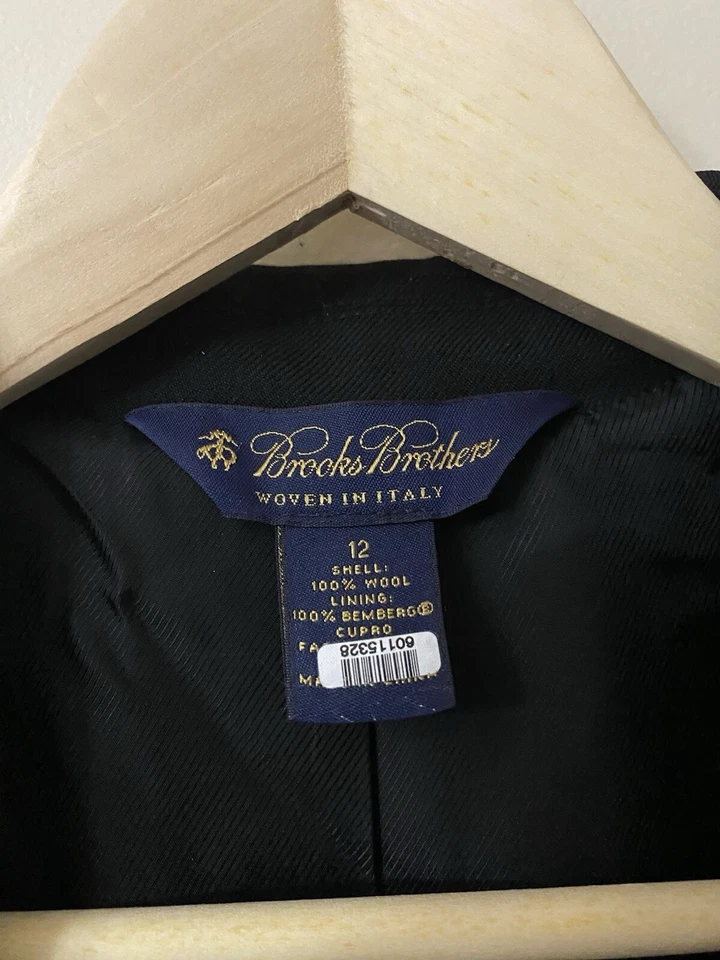 Brooks Brothers
WOVEN IN ITALY
12
SHELL:
100% WOOL
LINING:
100% BEMBERG®
CUPRO
60115328